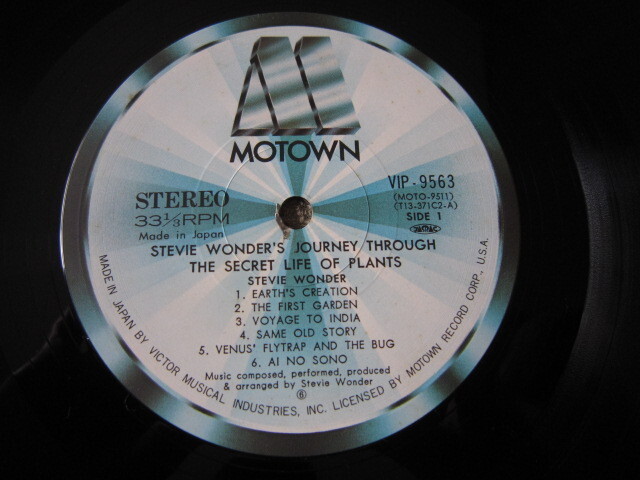 MOTOWN
STEREO
33⅓RPM
Made in Japan
VIP-9563
(MOTO-9511)
(T13-371C2-A)
SIDE 1
JASRAC
STEVIE WONDER'S JOURNEY THROUGH
THE SECRET LIFE OF PLANTS
STEVIE WONDER
1. EARTH'S CREATION
2. THE FIRST GARDEN
3. VOYAGE TO INDIA
4. SAME OLD STORY
5. VENUS' FLYTRAP AND THE BUG
6. AI NO SONO
Music composed, performed, produced
& arranged by Stevie Wonder
⑥
MADE IN JAPAN BY VICTOR MUSICAL INDUSTRIES, INC. LICENSED BY MOTOWN RECORD CORP., U.S.A.